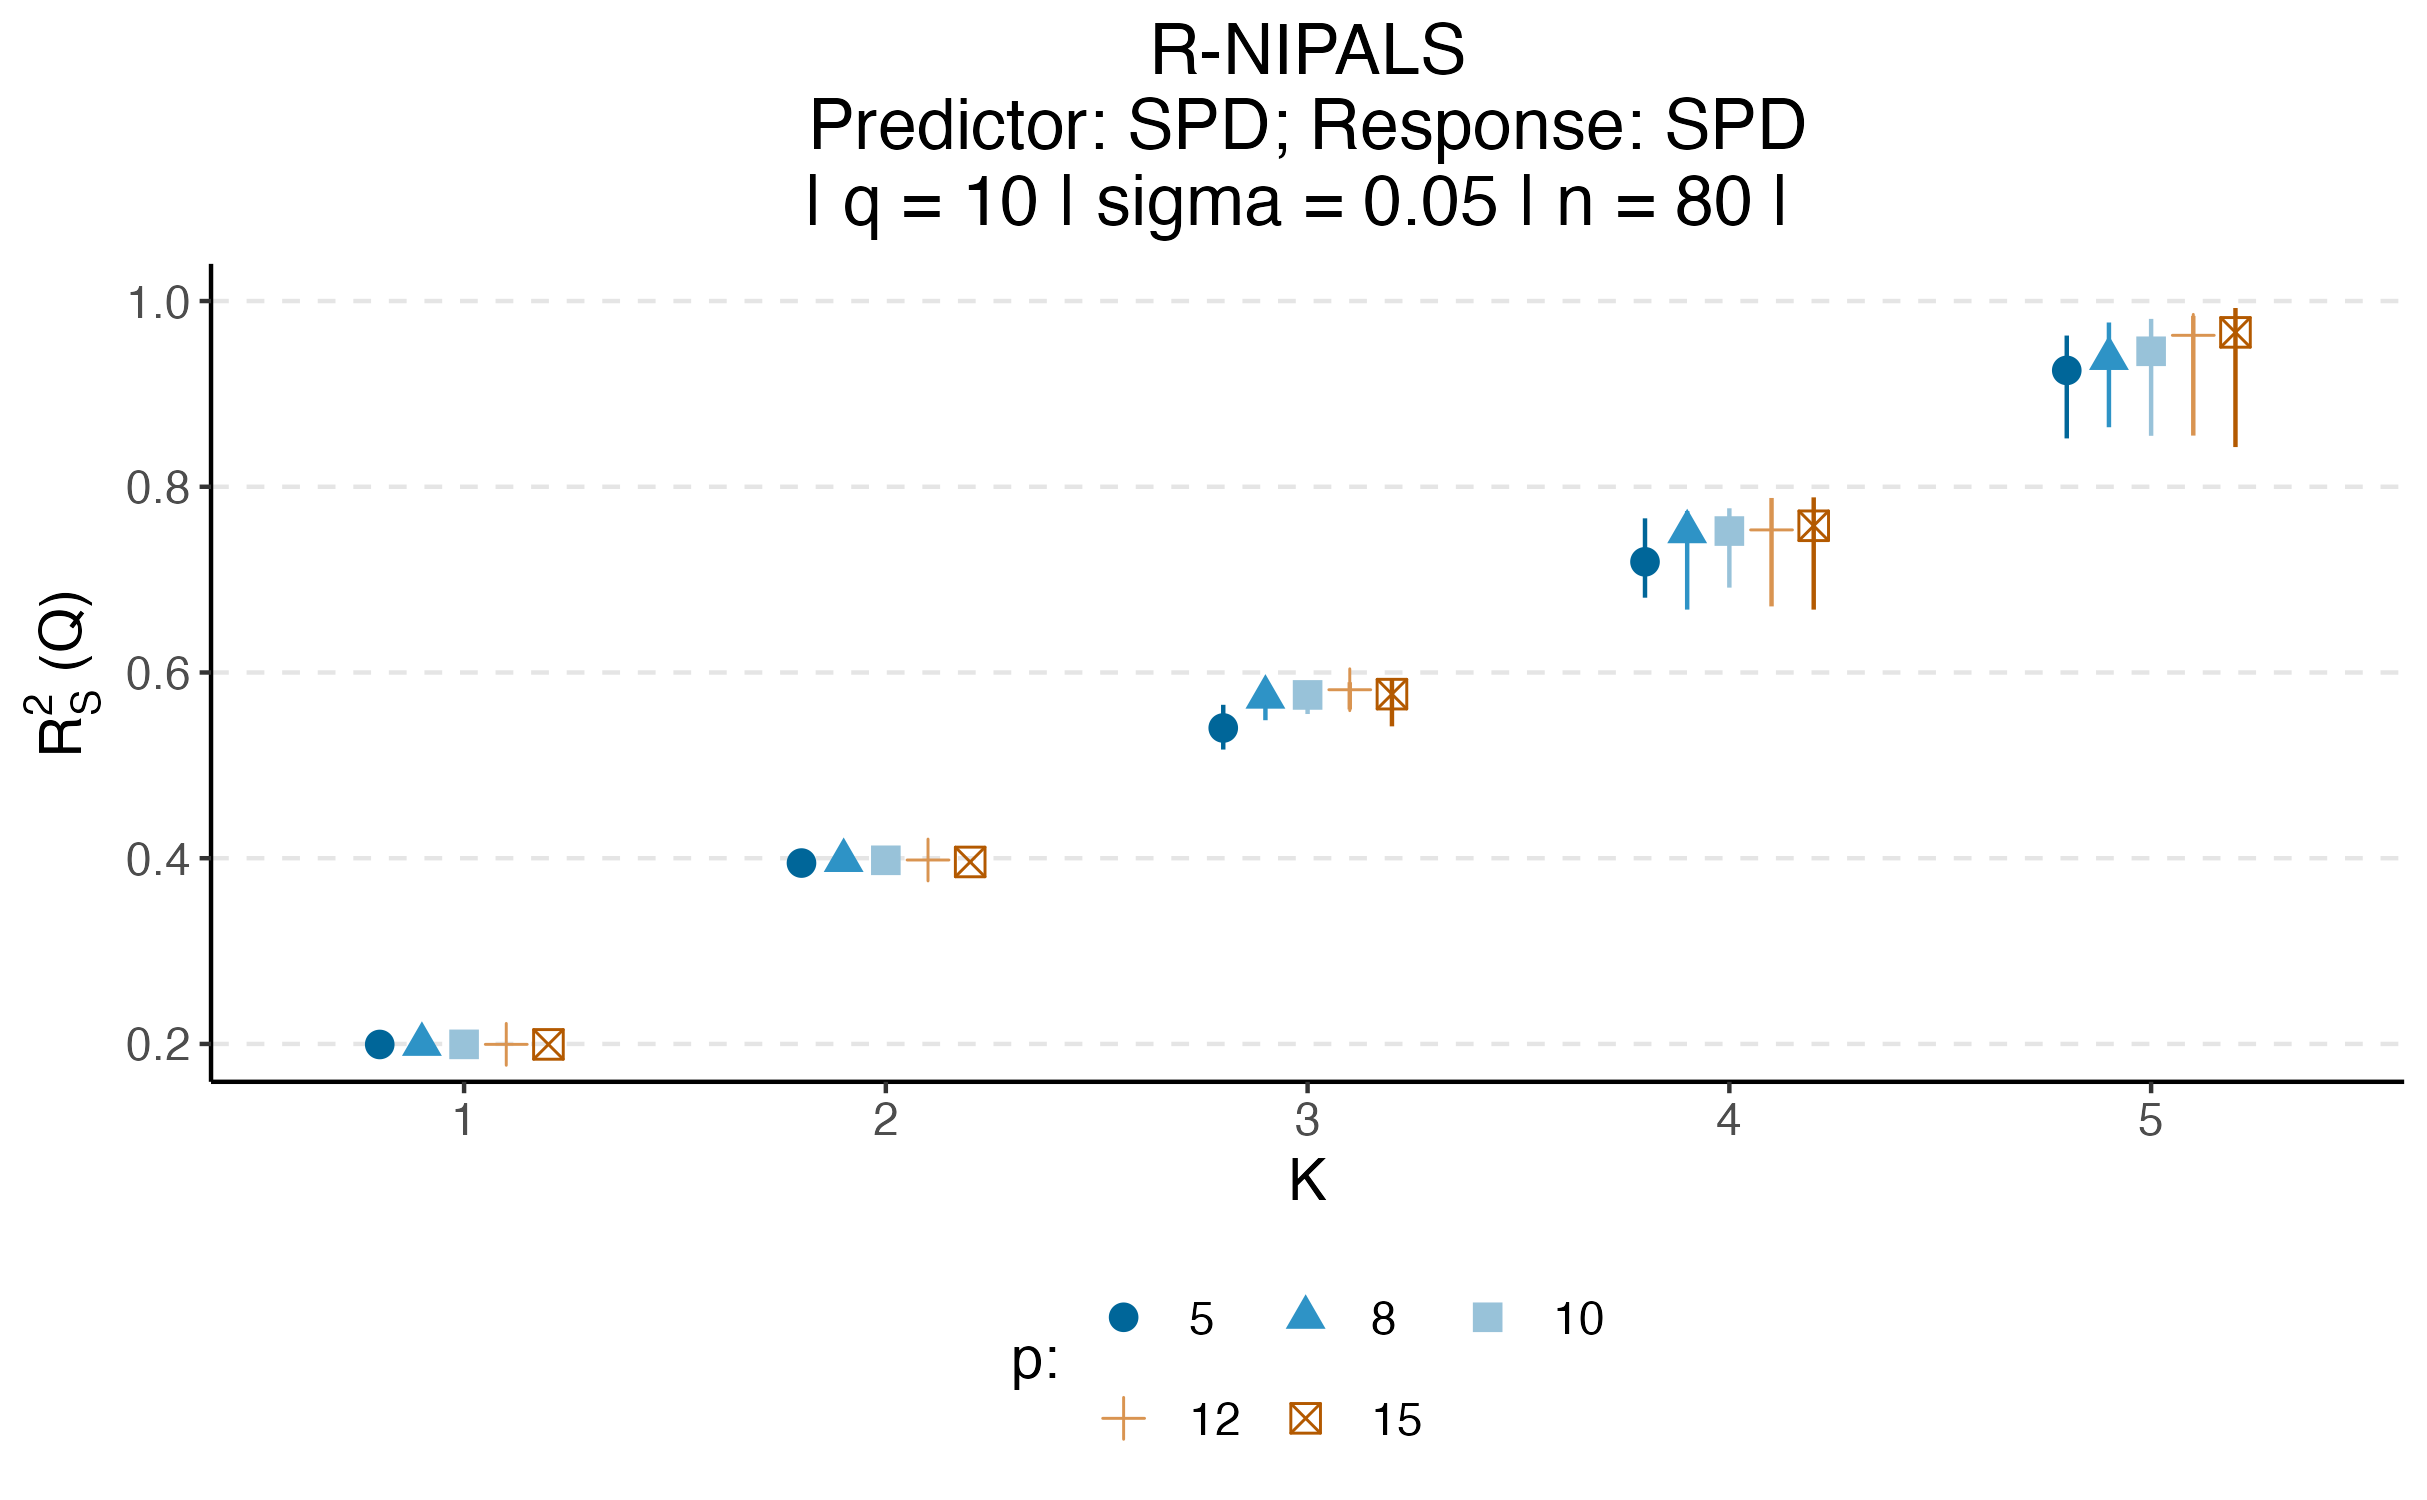 R-NIPALS
Predictor: SPD; Response: SPD
| q = 10 | sigma = 0.05 | n = 80 |
R²S (Q)
1.0
0.8
0.6
0.4
0.2
1 2 3 4 5
K
p:
5 8 10
12 15